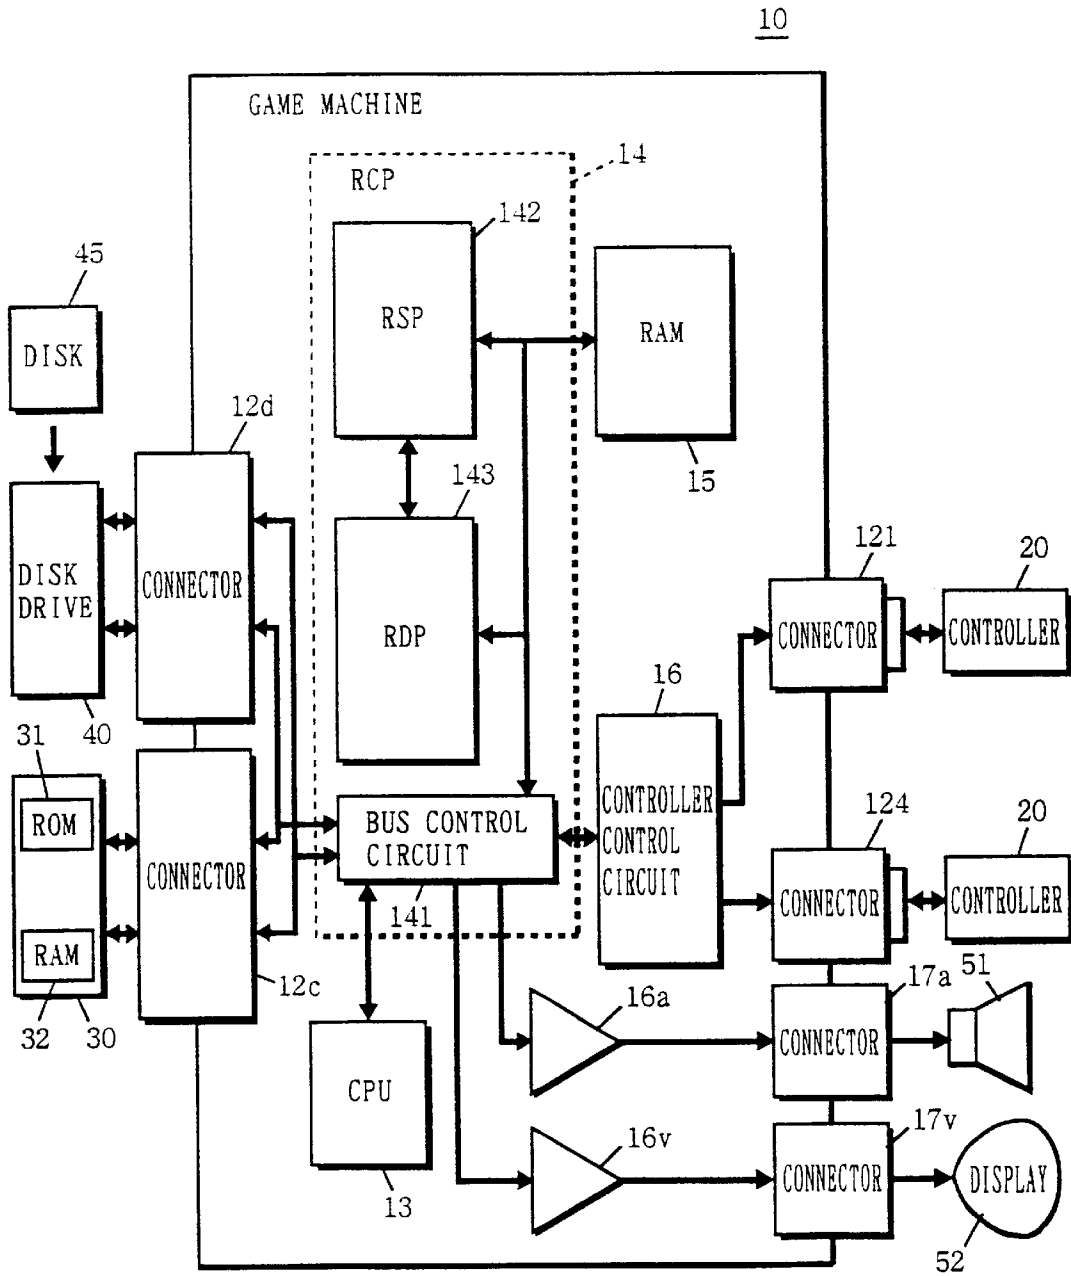 10
GAME MACHINE
14
RCP
142
RSP
RAM
15
45
DISK
12d
143
CONNECTOR
DISK
DRIVE
40
RDP
121
20
CONNECTOR
CONTROLLER
16
31
ROM
RAM
32
30
CONNECTOR
12c
BUS CONTROL
CIRCUIT
141
CONTROLLER
CONTROL
CIRCUIT
124
20
CONNECTOR
CONTROLLER
17a
51
16a
CONNECTOR
CPU
13
16v
17v
CONNECTOR
DISPLAY
52